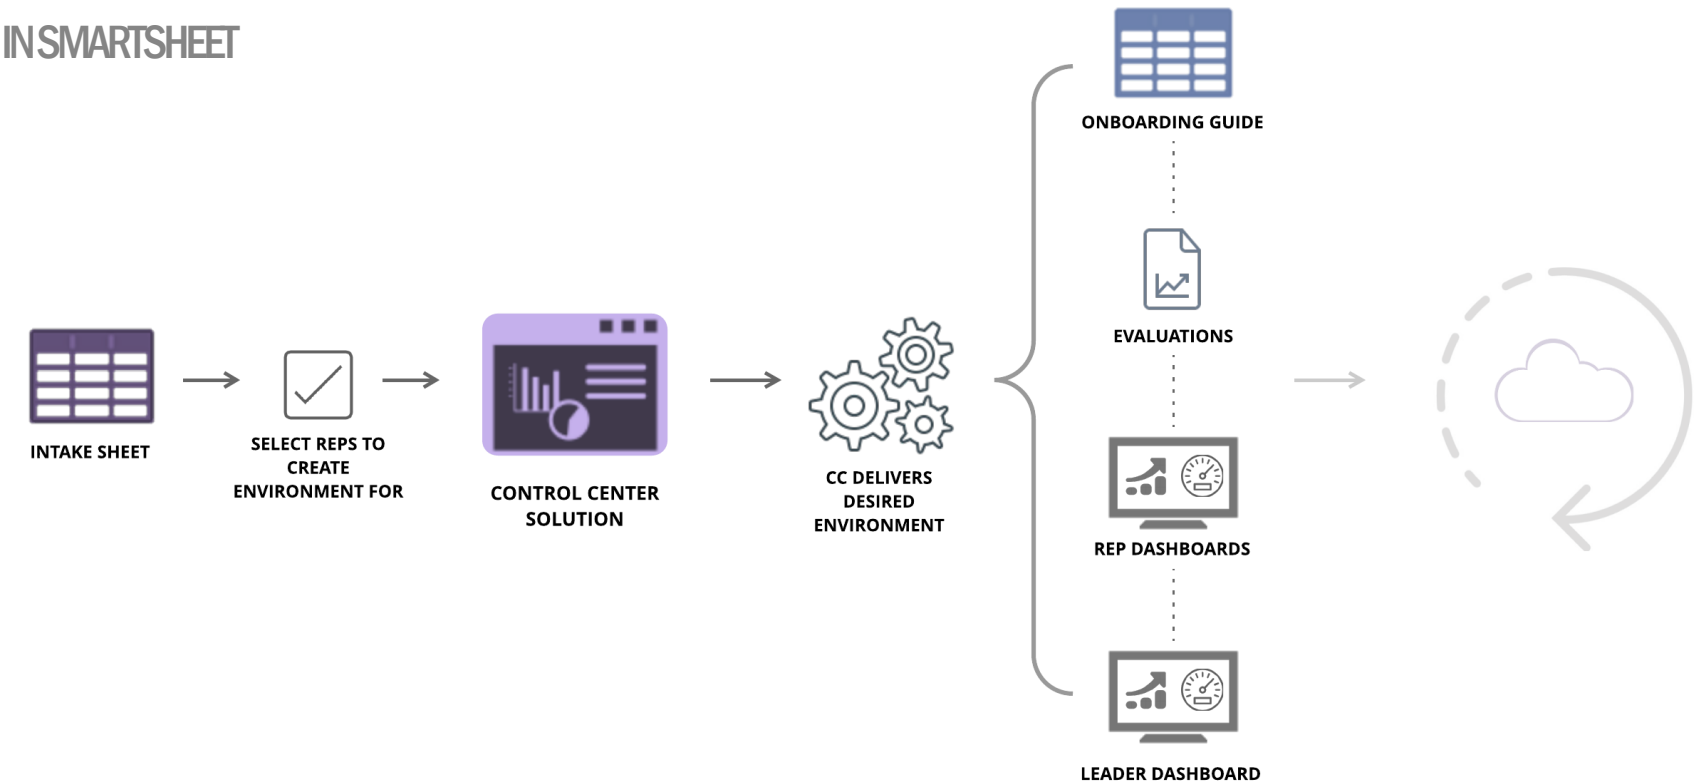 IN SMARTSHEET
INTAKE SHEET
SELECT REPS TO
CREATE
ENVIRONMENT FOR
CONTROL CENTER
SOLUTION
CC DELIVERS
DESIRED
ENVIRONMENT
ONBOARDING GUIDE
EVALUATIONS
REP DASHBOARDS
LEADER DASHBOARD